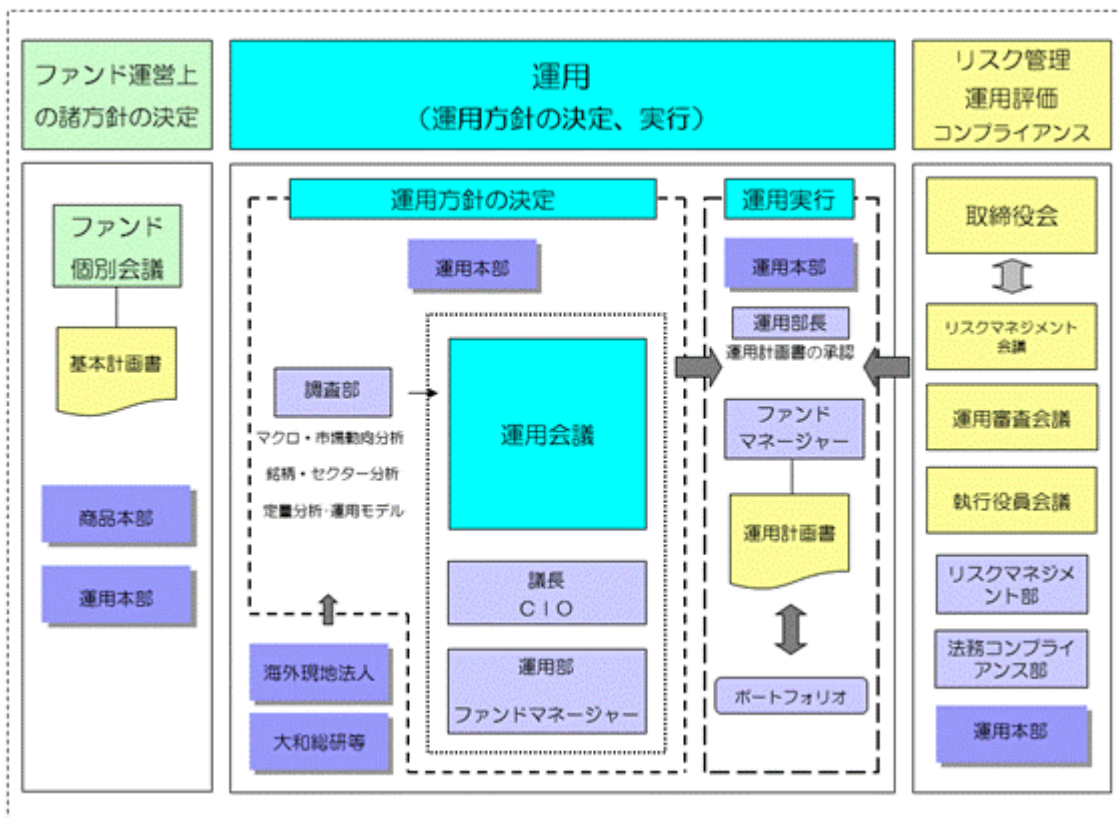 ファンド運営上
の諸方針の決定
運用
（運用方針の決定、実行）
リスク管理
運用評価
コンプライアンス
ファンド
個別会議
基本計画書
商品本部
運用本部
運用方針の決定
運用本部
調査部
マクロ・市場動向分析
銘柄・セクター分析
定量分析・運用モデル
運用会議
議長
ＣＩＯ
運用部
ファンドマネージャー
海外現地法人
大和総研等
運用実行
運用本部
運用部長
運用計画書の承認
ファンド
マネージャー
運用計画書
ポートフォリオ
取締役会
リスクマネジメント
会議
運用審査会議
執行役員会議
リスクマネジメ
ント部
法務コンプライ
アンス部
運用本部